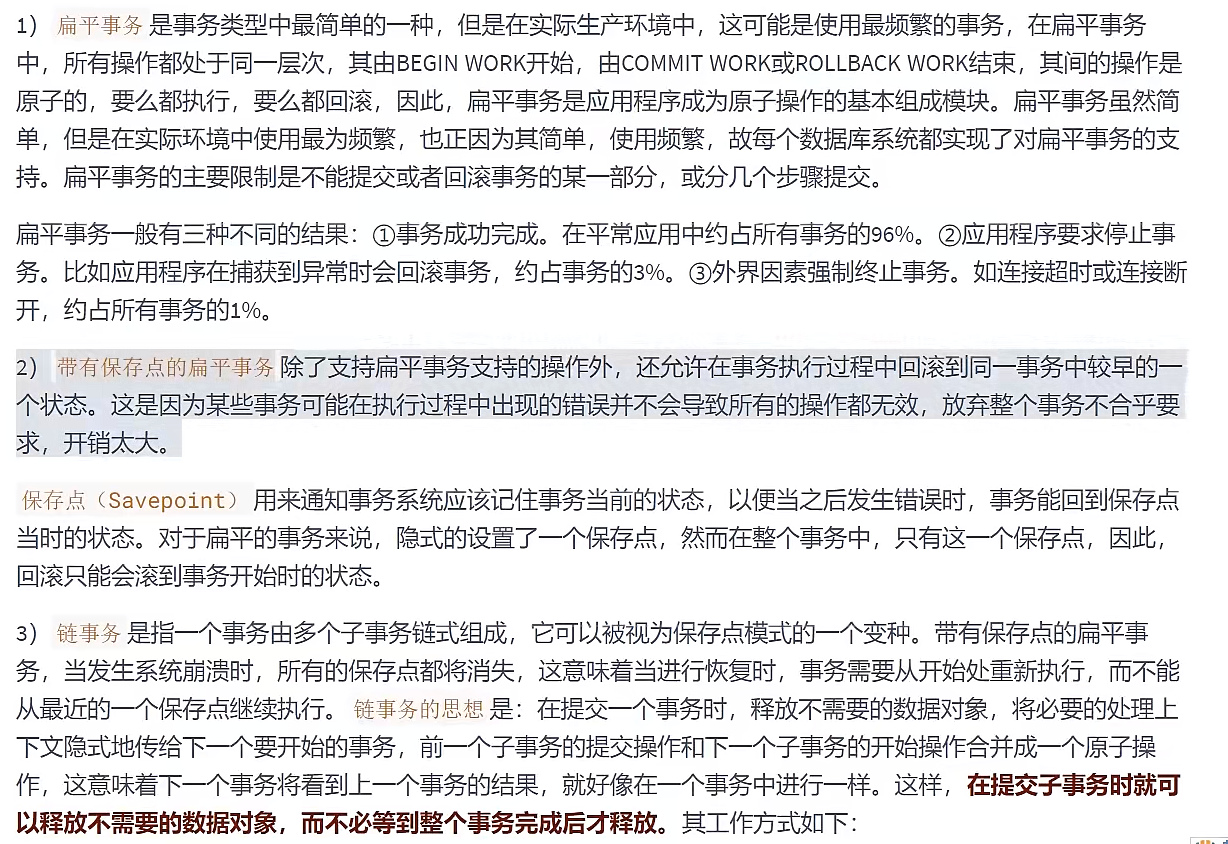 1） 扁平事务 是事务类型中最简单的一种，但是在实际生产环境中，这可能是使用最频繁的事务，在扁平事务
中，所有操作都处于同一层次，其由BEGIN WORK开始，由COMMIT WORK或ROLLBACK WORK结束，其间的操作是
原子的，要么都执行，要么都回滚，因此，扁平事务是应用程序成为原子操作的基本组成模块。扁平事务虽然简
单，但是在实际环境中使用最为频繁，也正因为其简单，使用频繁，故每个数据库系统都实现了对扁平事务的支
持。扁平事务的主要限制是不能提交或者回滚事务的某一部分，或分几个步骤提交。
扁平事务一般有三种不同的结果：①事务成功完成。在平常应用中约占所有事务的96%。②应用程序要求停止事
务。比如应用程序在捕获到异常时会回滚事务，约占事务的3%。③外界因素强制终止事务。如连接超时或连接断
开，约占所有事务的1%。
2） 带有保存点的扁平事务 除了支持扁平事务支持的操作外，还允许在事务执行过程中回滚到同一事务中较早的一
个状态。这是因为某些事务可能在执行过程中出现的错误并不会导致所有的操作都无效，放弃整个事务不合乎要
求，开销太大。
保存点（Savepoint） 用来通知事务系统应该记住事务当前的状态，以便当之后发生错误时，事务能回到保存点
当时的状态。对于扁平的事务来说，隐式的设置了一个保存点，然而在整个事务中，只有这一个保存点，因此，
回滚只能会滚到事务开始时的状态。
3） 链事务 是指一个事务由多个子事务链式组成，它可以被视为保存点模式的一个变种。带有保存点的扁平事
务，当发生系统崩溃时，所有的保存点都将消失，这意味着当进行恢复时，事务需要从开始处重新执行，而不能
从最近的一个保存点继续执行。 链事务的思想 是：在提交一个事务时，释放不需要的数据对象，将必要的处理上
下文隐式地传给下一个要开始的事务，前一个子事务的提交操作和下一个子事务的开始操作合并成一个原子操
作，这意味着下一个事务将看到上一个事务的结果，就好像在一个事务中进行一样。这样，在提交子事务时就可
以释放不需要的数据对象，而不必等到整个事务完成后才释放。其工作方式如下：